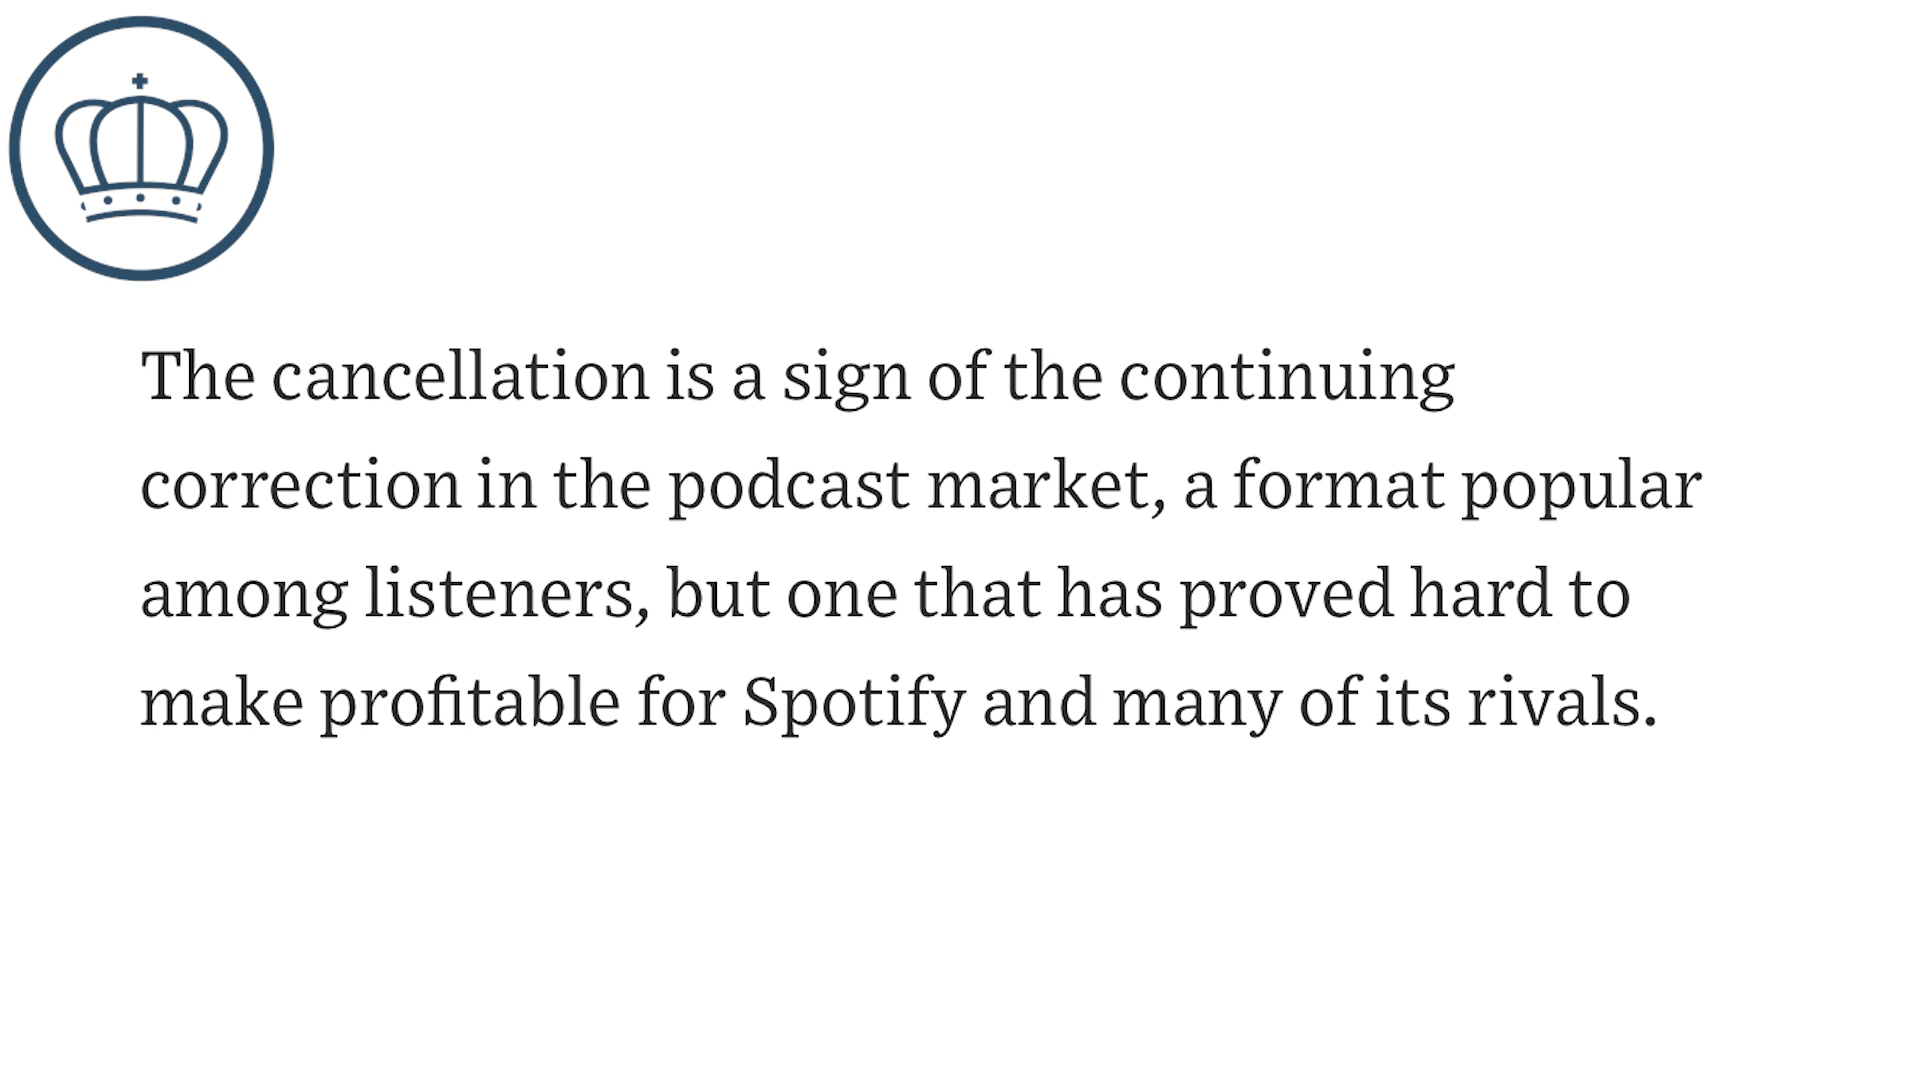 The cancellation is a sign of the continuing
correction in the podcast market, a format popular
among listeners, but one that has proved hard to
make profitable for Spotify and many of its rivals.